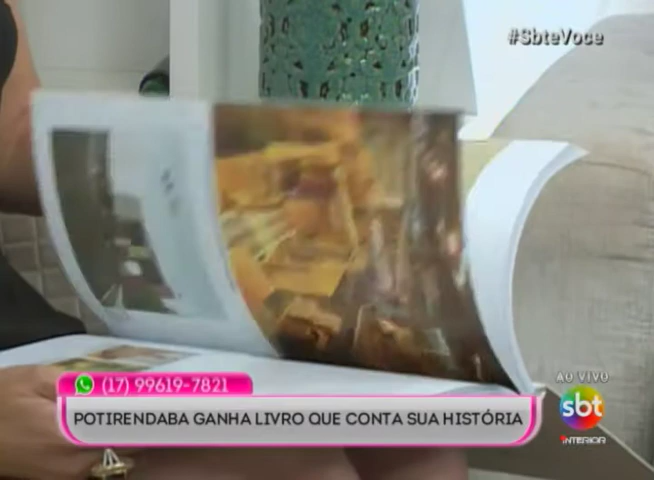 #SbteVoce
(17) 99619-7821
POTIRENDABA GANHA LIVRO QUE CONTA SUA HISTÓRIA
AO VIVO
sbt
INTERIOR